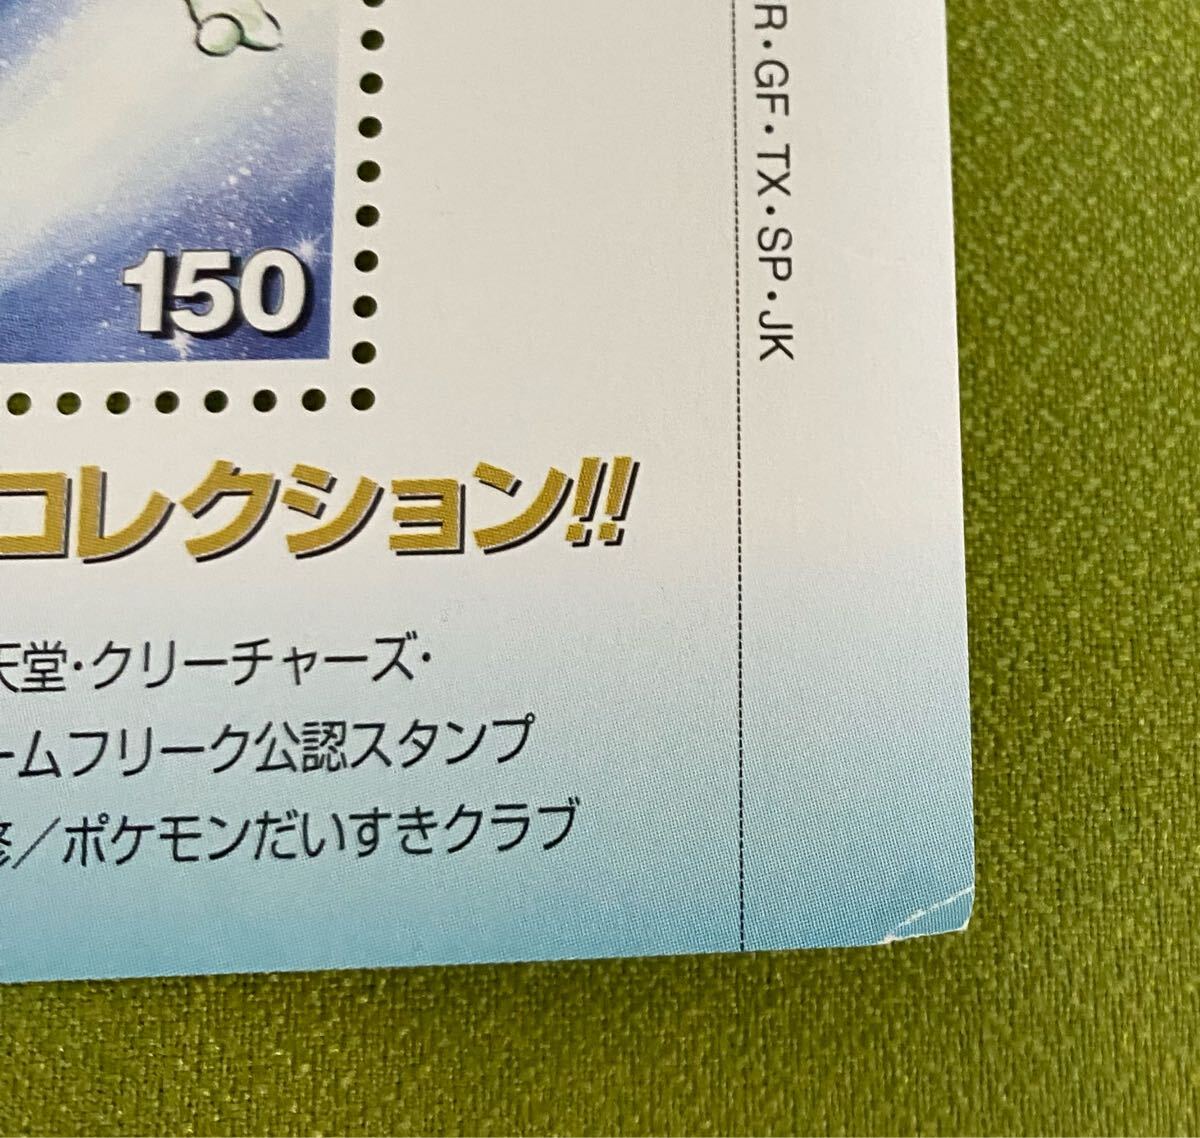 150
コレクション!!
天堂・クリーチャーズ・
ームフリーク公認スタンプ
修／ポケモンだいすきクラブ
R・GF・TX・SP・JK